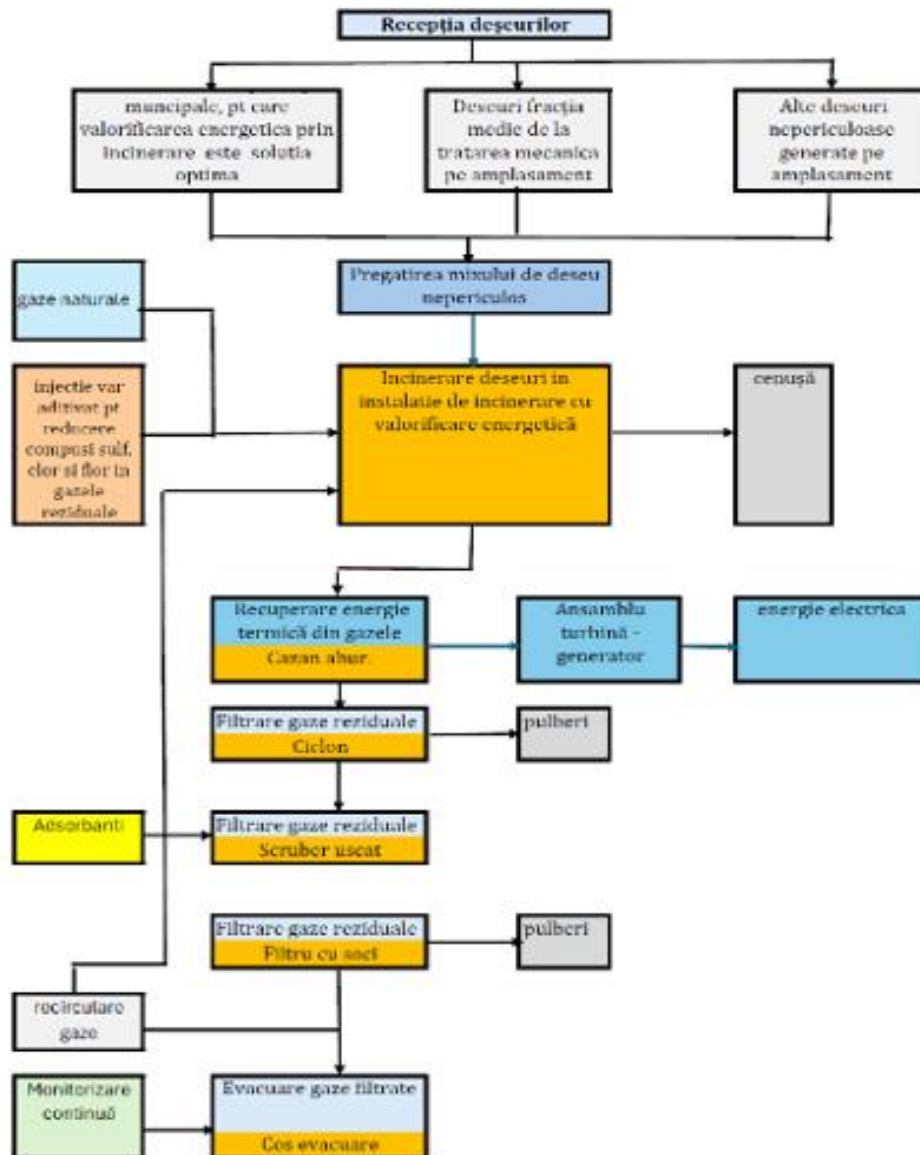 Recepția deșeurilor
muncipale, pt care
valorificarea energetica prin
incinerare este solutia
optima
Deseuri fracția
medie de la
tratarea mecanica
pe amplasament
Alte deseuri
nepericuloase
generate pe
amplasament
Pregatirea mixului de deseu
nepericulos
gaze naturale
injectie var
aditivat pt
reducere
compusi sulf,
clor si flor in
gazele
reziduale
Incinerare deseuri in
instalatie de incinerare cu
valorificare energetică
cenușă
Recuperare energie
termică din gazele
Cazan abur.
Ansamblu
turbină -
generator
energie electrica
Filtrare gaze reziduale
Ciclon
pulberi
Adsorbanti
Filtrare gaze reziduale
Scruber uscat
Filtrare gaze reziduale
Filtru cu saci
pulberi
recirculare
gaze
Monitorizare
continuă
Evacuare gaze filtrate
Cos evacuare